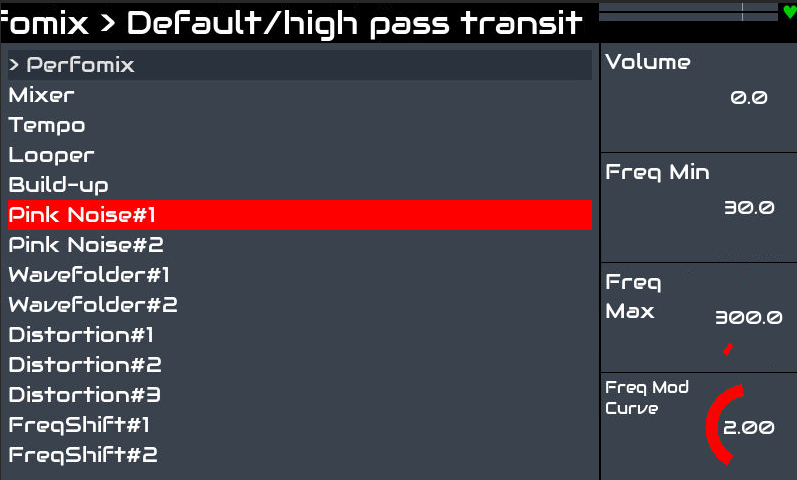 fomix > Default/high pass transit
> Perfomix
Mixer
Tempo
Looper
Build-up
Pink Noise#1
Pink Noise#2
Wavefolder#1
Wavefolder#2
Distortion#1
Distortion#2
Distortion#3
FreqShift#1
FreqShift#2
Volume
0.0
Freq Min
30.0
Freq
Max
300.0
Freq Mod
Curve
2.00